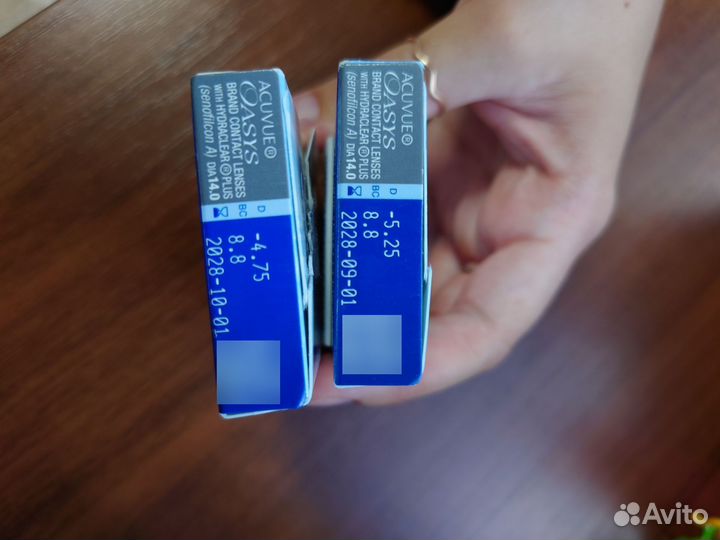 ACUVUE®
OASYS
BRAND CONTACT LENSES
WITH HYDRACLEAR® PLUS
(senofilcon A) DIA 14.0
D -4.75
BC 8.8
2028-10-01
ACUVUE®
OASYS
BRAND CONTACT LENSES
WITH HYDRACLEAR® PLUS
(senofilcon A) DIA 14.0
D -5.25
BC 8.8
2028-09-01
Avito